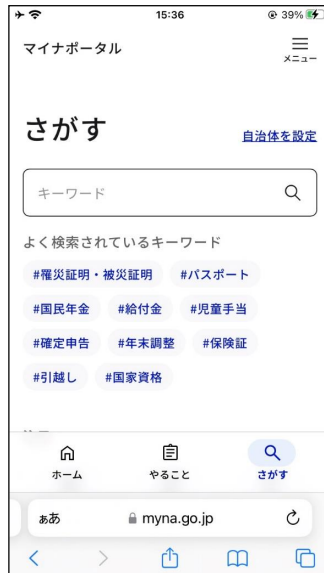 15:36
39%
マイナポータル
メニュー
さがす
自治体を設定
キーワード
よく検索されているキーワード
#罹災証明・被災証明 #パスポート
#国民年金 #給付金 #児童手当
#確定申告 #年末調整 #保険証
#引越し #国家資格
ホーム やること さがす
ぁあ myna.go.jp